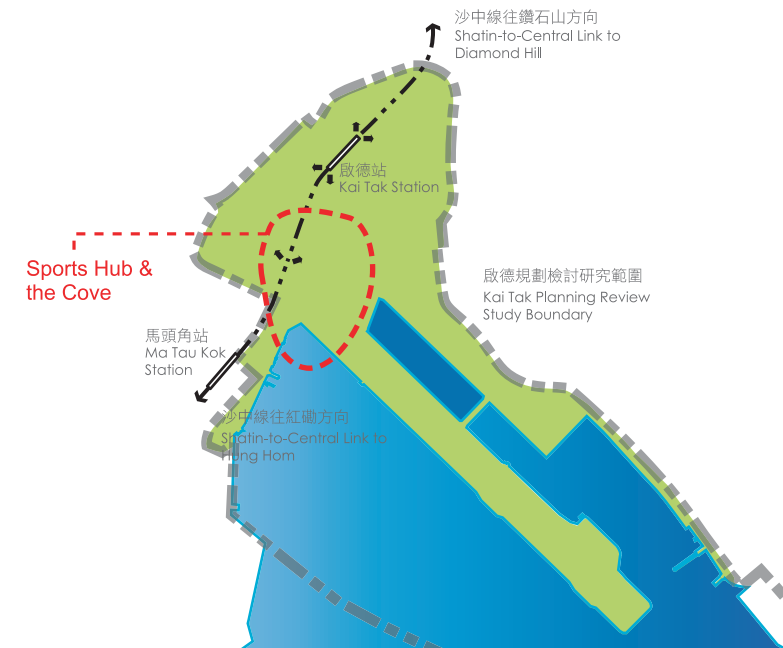 沙中線往鑽石山方向
Shatin-to-Central Link to
Diamond Hill
啟德站
Kai Tak Station
Sports Hub &
the Cove
啟德規劃檢討研究範圍
Kai Tak Planning Review
Study Boundary
馬頭角站
Ma Tau Kok
Station
沙中線往紅磡方向
Shatin-to-Central Link to
Hung Hom